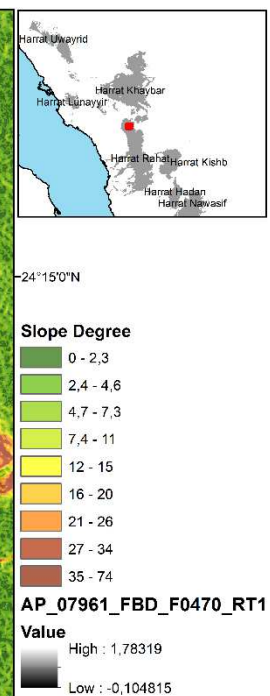 Harrat Uwayrid
Harrat Khaybar
Harrat Lunayyir
Harrat Rahat
Harrat Kishb
Harrat Hadan
Harrat Nawasif
24°15'0"N
Slope Degree
0 - 2,3
2,4 - 4,6
4,7 - 7,3
7,4 - 11
12 - 15
16 - 20
21 - 26
27 - 34
35 - 74
AP_07961_FBD_F0470_RT1
Value
High : 1,78319
Low : -0,104815